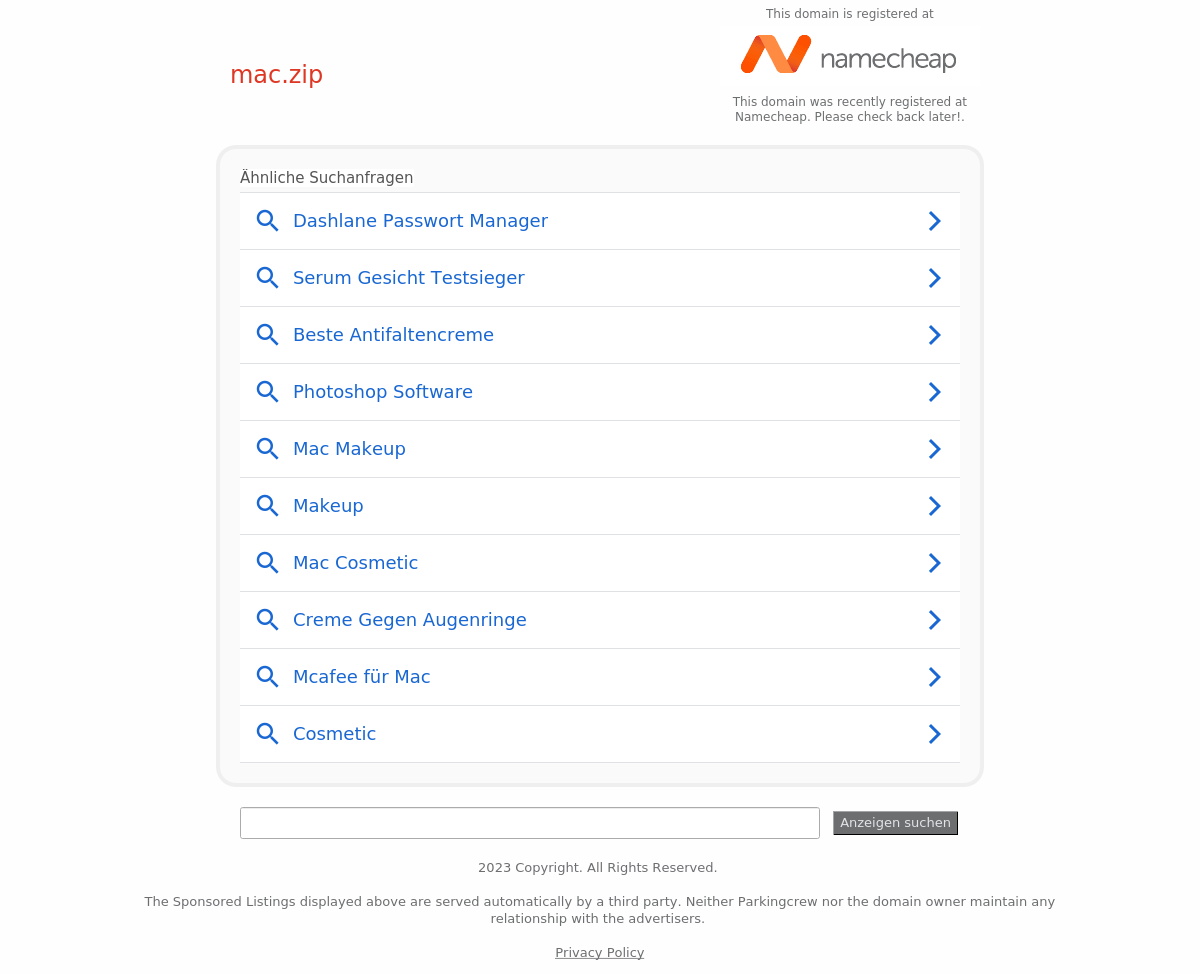 This domain is registered at
namecheap
mac.zip
This domain was recently registered at
Namecheap. Please check back later!.
Ähnliche Suchanfragen
Dashlane Passwort Manager
Serum Gesicht Testsieger
Beste Antifaltencreme
Photoshop Software
Mac Makeup
Makeup
Mac Cosmetic
Creme Gegen Augenringe
Mcafee für Mac
Cosmetic
Anzeigen suchen
2023 Copyright. All Rights Reserved.
The Sponsored Listings displayed above are served automatically by a third party. Neither Parkingcrew nor the domain owner maintain any
relationship with the advertisers.
Privacy Policy